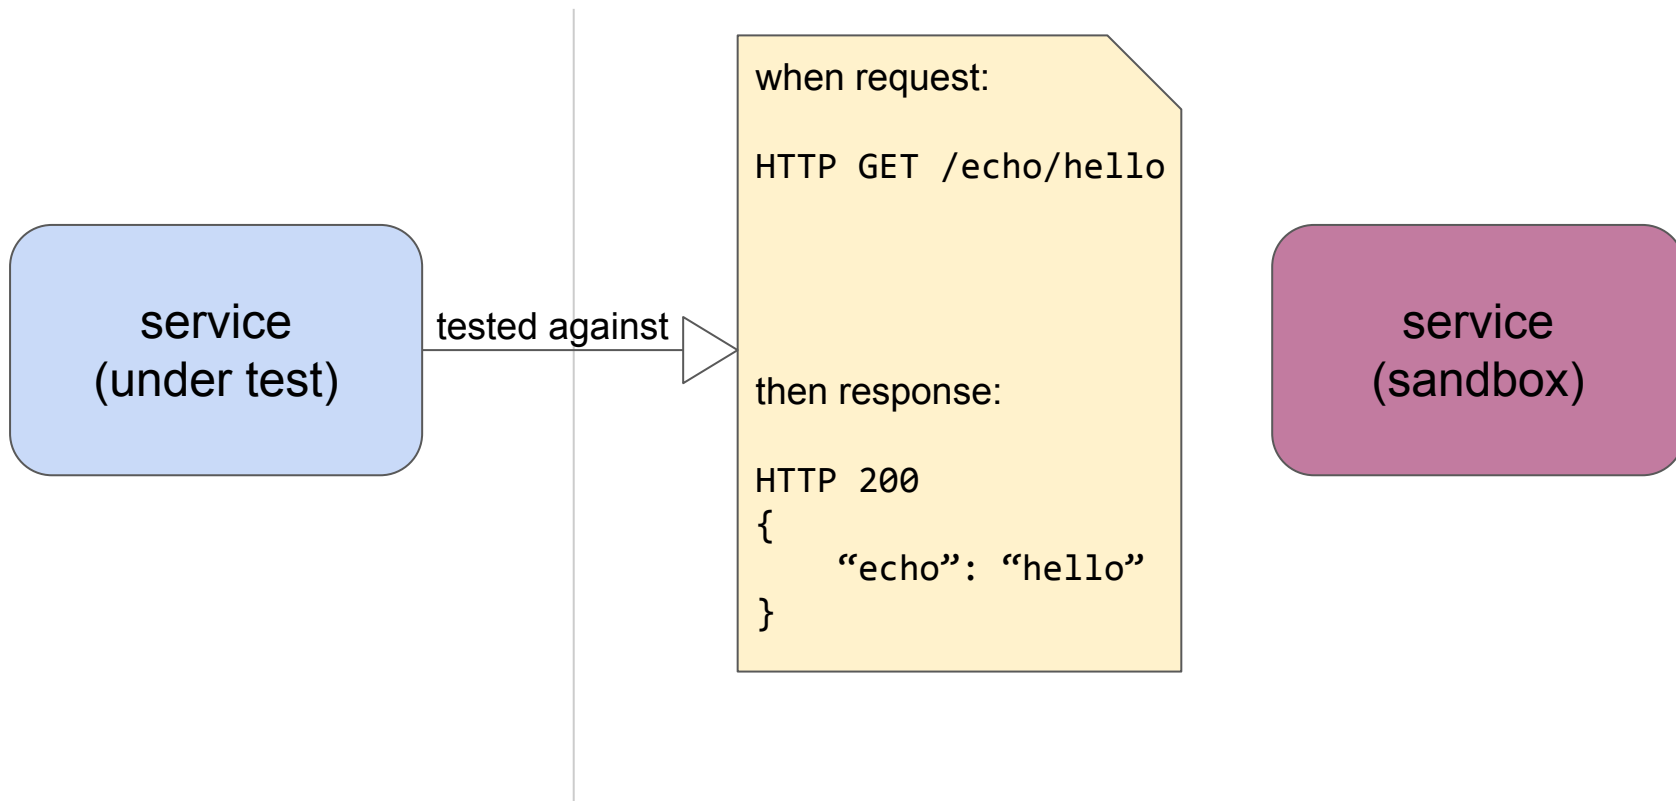 service
(under test)
tested against
when request:
HTTP GET /echo/hello
then response:
HTTP 200
{
    “echo”: “hello”
}
service
(sandbox)